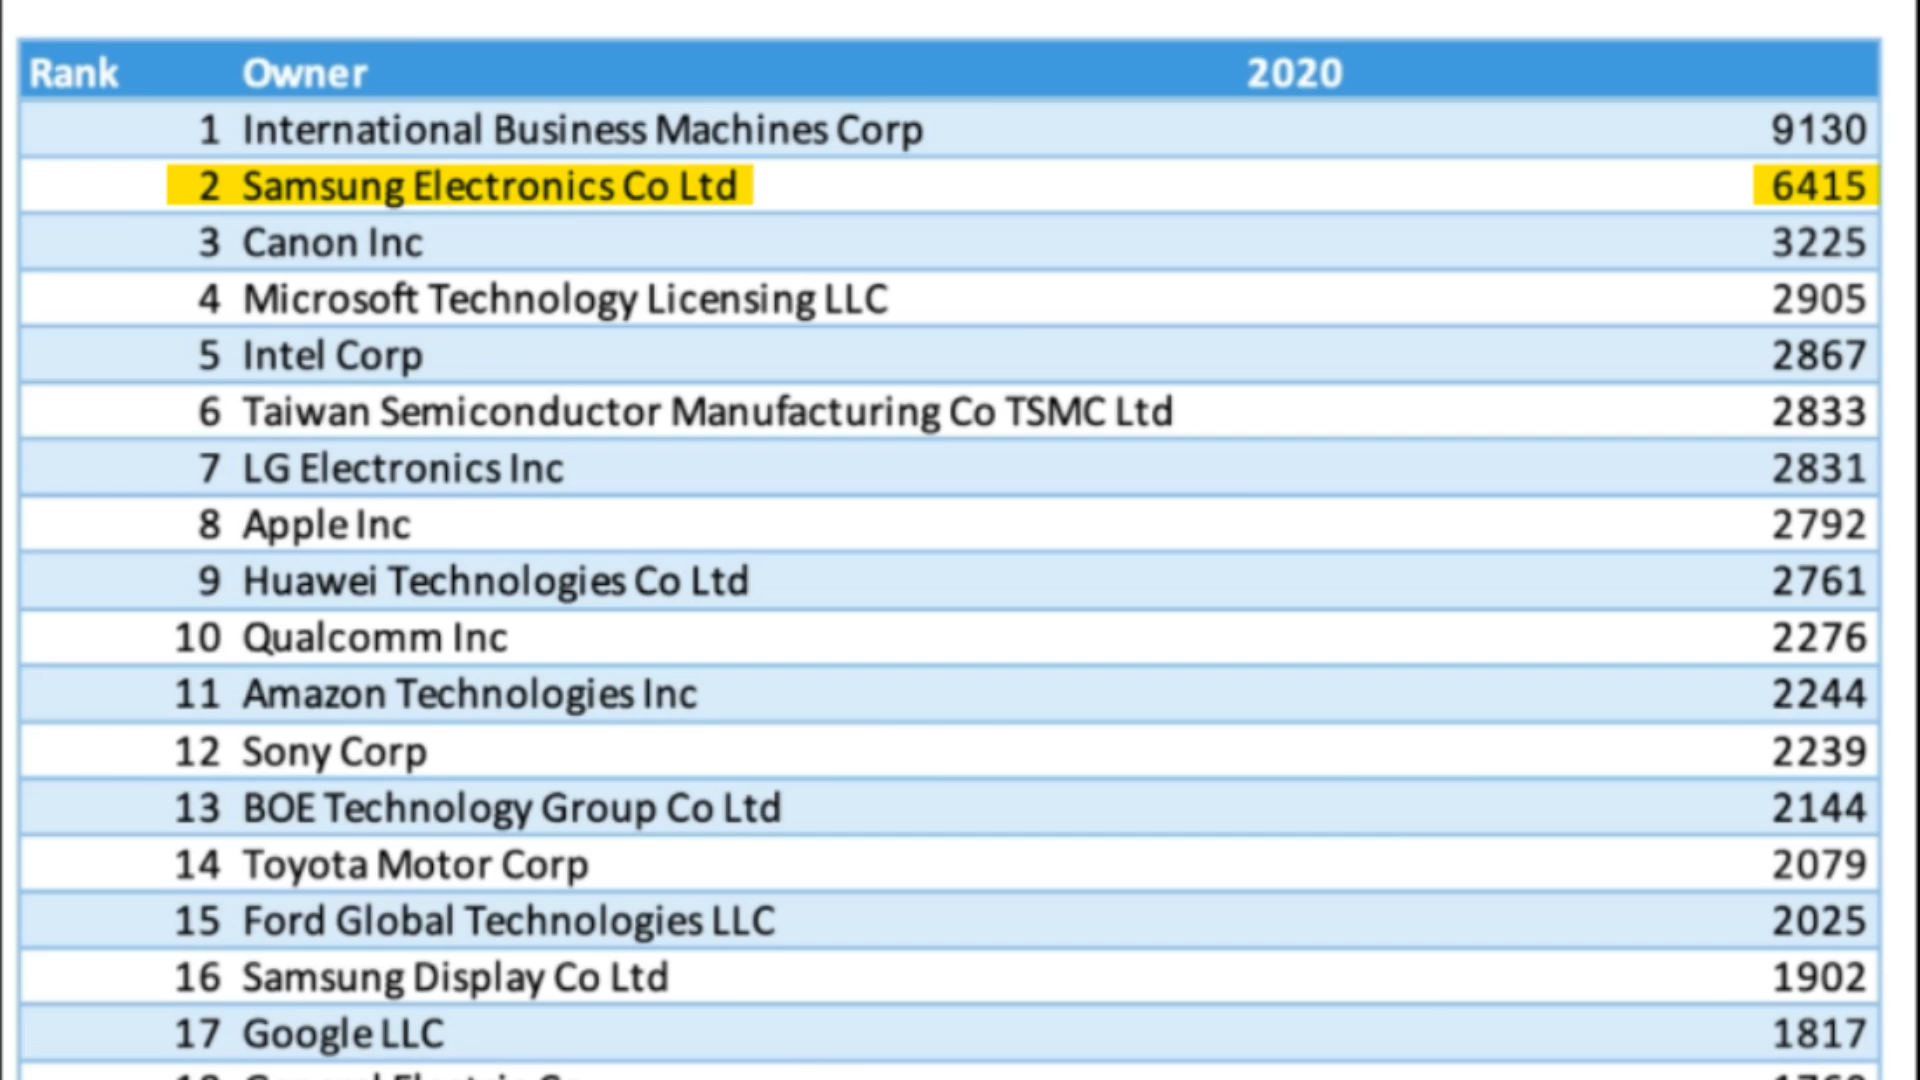 Rank Owner 2020
1 International Business Machines Corp 9130
2 Samsung Electronics Co Ltd 6415
3 Canon Inc 3225
4 Microsoft Technology Licensing LLC 2905
5 Intel Corp 2867
6 Taiwan Semiconductor Manufacturing Co TSMC Ltd 2833
7 LG Electronics Inc 2831
8 Apple Inc 2792
9 Huawei Technologies Co Ltd 2761
10 Qualcomm Inc 2276
11 Amazon Technologies Inc 2244
12 Sony Corp 2239
13 BOE Technology Group Co Ltd 2144
14 Toyota Motor Corp 2079
15 Ford Global Technologies LLC 2025
16 Samsung Display Co Ltd 1902
17 Google LLC 1817
18 General Electric Co